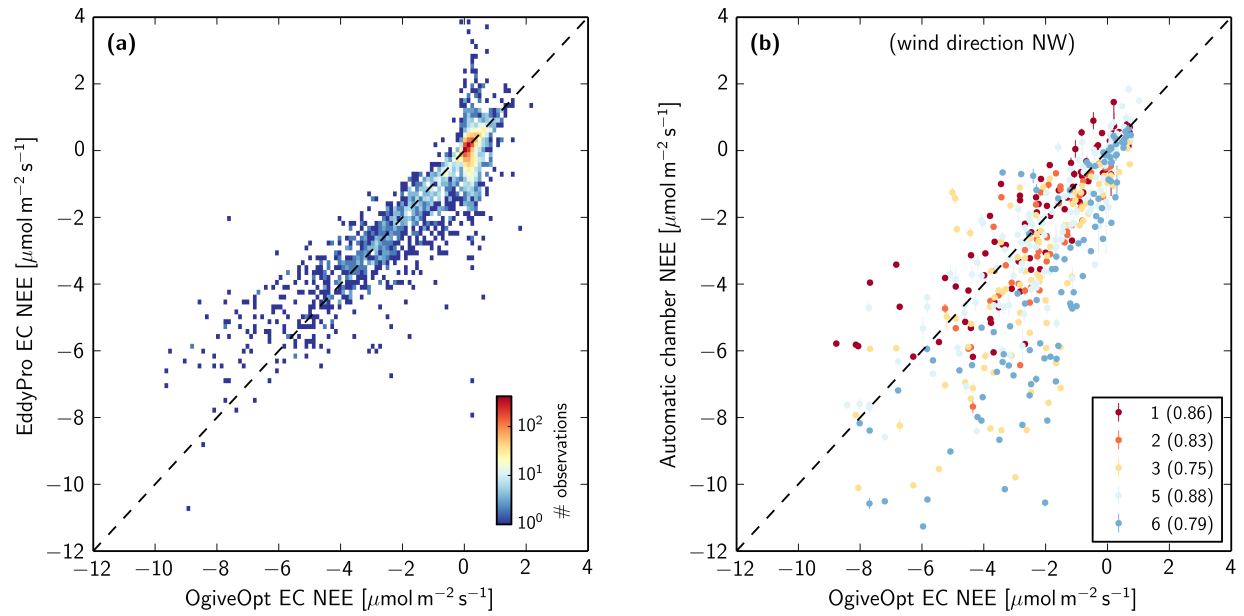 (a)
4
2
0
−2
−4
−6
−8
−10
−12
EddyPro EC NEE [μmol m⁻² s⁻¹]
−12 −10 −8 −6 −4 −2 0 2 4
OgiveOpt EC NEE [μmol m⁻² s⁻¹]
10²
10¹
10⁰
# observations
(b)
(wind direction NW)
4
2
0
−2
−4
−6
−8
−10
−12
Automatic chamber NEE [μmol m⁻² s⁻¹]
1 (0.86)
2 (0.83)
3 (0.75)
5 (0.88)
6 (0.79)
−12 −10 −8 −6 −4 −2 0 2 4
OgiveOpt EC NEE [μmol m⁻² s⁻¹]